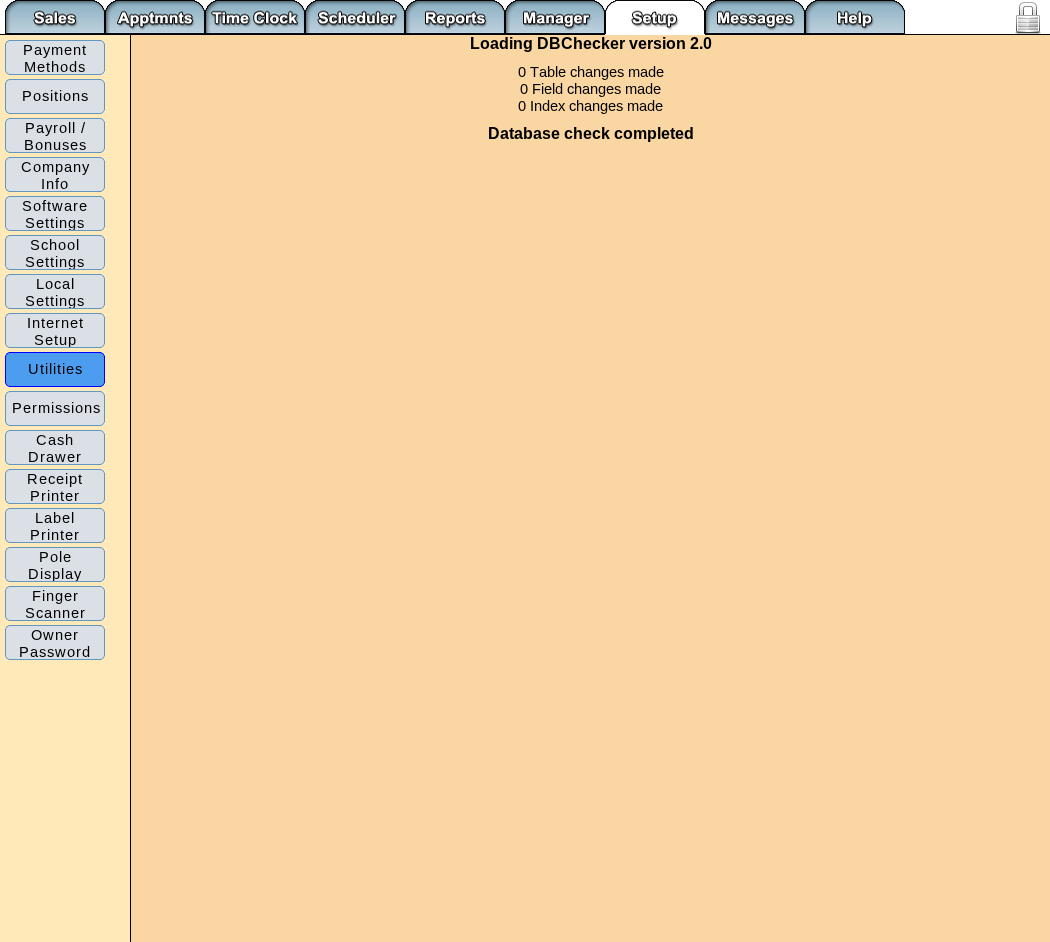 Sales
Apptmnts
Time Clock
Scheduler
Reports
Manager
Setup
Messages
Help
Payment
Methods
Positions
Payroll /
Bonuses
Company
Info
Software
Settings
School
Settings
Local
Settings
Internet
Setup
Utilities
Permissions
Cash
Drawer
Receipt
Printer
Label
Printer
Pole
Display
Finger
Scanner
Owner
Password
Loading DBChecker version 2.0
0 Table changes made
0 Field changes made
0 Index changes made
Database check completed